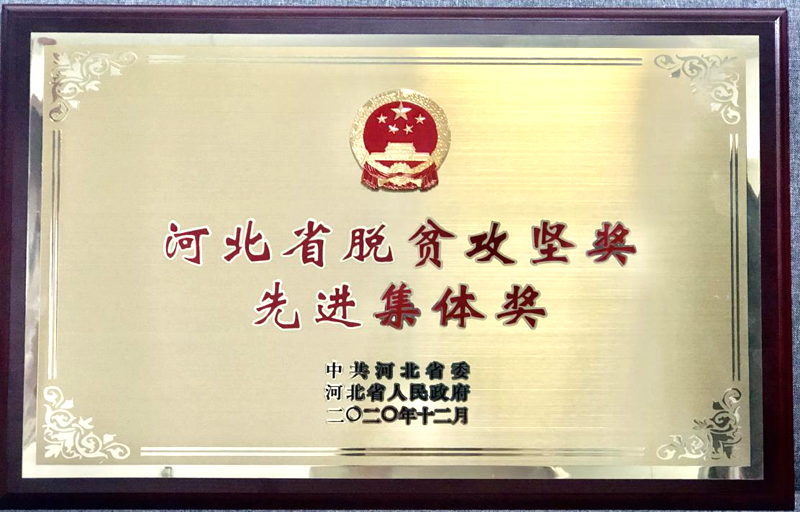 河北省脱贫攻坚奖
先进集体奖
中共河北省委
河北省人民政府
二〇二〇年十二月